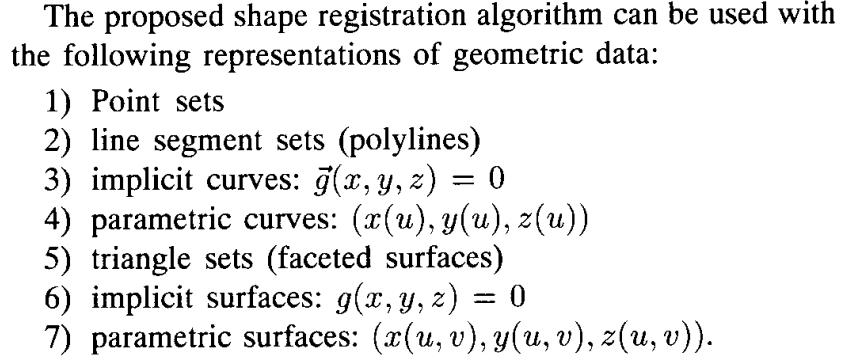 The proposed shape registration algorithm can be used with
the following representations of geometric data:
1) Point sets
2) line segment sets (polylines)
3) implicit curves: $\vec{g}(x, y, z) = 0$
4) parametric curves: $(x(u), y(u), z(u))$
5) triangle sets (faceted surfaces)
6) implicit surfaces: $g(x, y, z) = 0$
7) parametric surfaces: $(x(u, v), y(u, v), z(u, v))$.